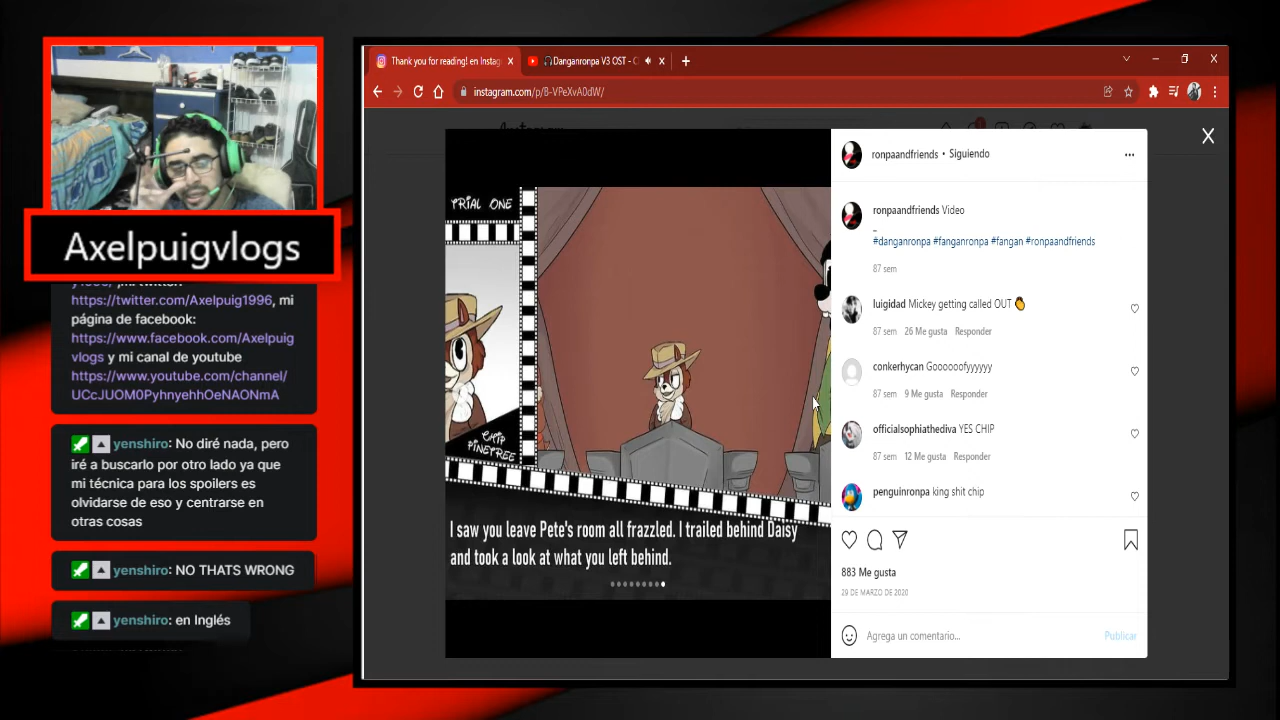 Axelpuigvlogs
https://twitter.com/Axelpuig1996, mi
página de facebook:
https://www.facebook.com/Axelpuig
vlogs y mi canal de youtube
https://www.youtube.com/channel/
UCcJUOM0PyhnyehhOeNAONmA
yenshiro: No diré nada, pero
iré a buscarlo por otro lado ya que
mi técnica para los spoilers es
olvidarse de eso y centrarse en
otras cosas
yenshiro: NO THATS WRONG
yenshiro: en Inglés
Thank you for reading! en Instag
Danganronpa V3 OST - C
instagram.com/p/B-VPeXvA0dW/
TRIAL ONE
CHIP
PINETREE
I saw you leave Pete's room all frazzled. I trailed behind Daisy
and took a look at what you left behind.
ronpaandfriends • Siguiendo
ronpaandfriends Video
_
#danganronpa #fanganronpa #fangan #ronpaandfriends
87 sem
luigidad Mickey getting called OUT
87 sem 26 Me gusta Responder
conkerhycan Goooooofyyyyyy
87 sem 9 Me gusta Responder
officialsophiathediva YES CHIP
87 sem 12 Me gusta Responder
penguinronpa king shit chip
883 Me gusta
29 DE MARZO DE 2020
Agrega un comentario...
Publicar